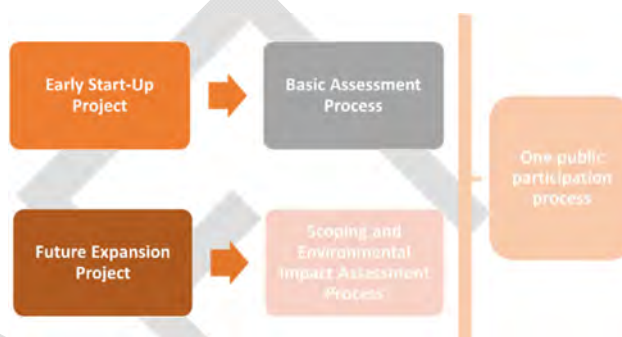 Early Start-Up
Project
Basic Assessment
Process
One public
participation
process
Future Expansion
Project
Scoping and
Environmental
Impact Assessment
Process